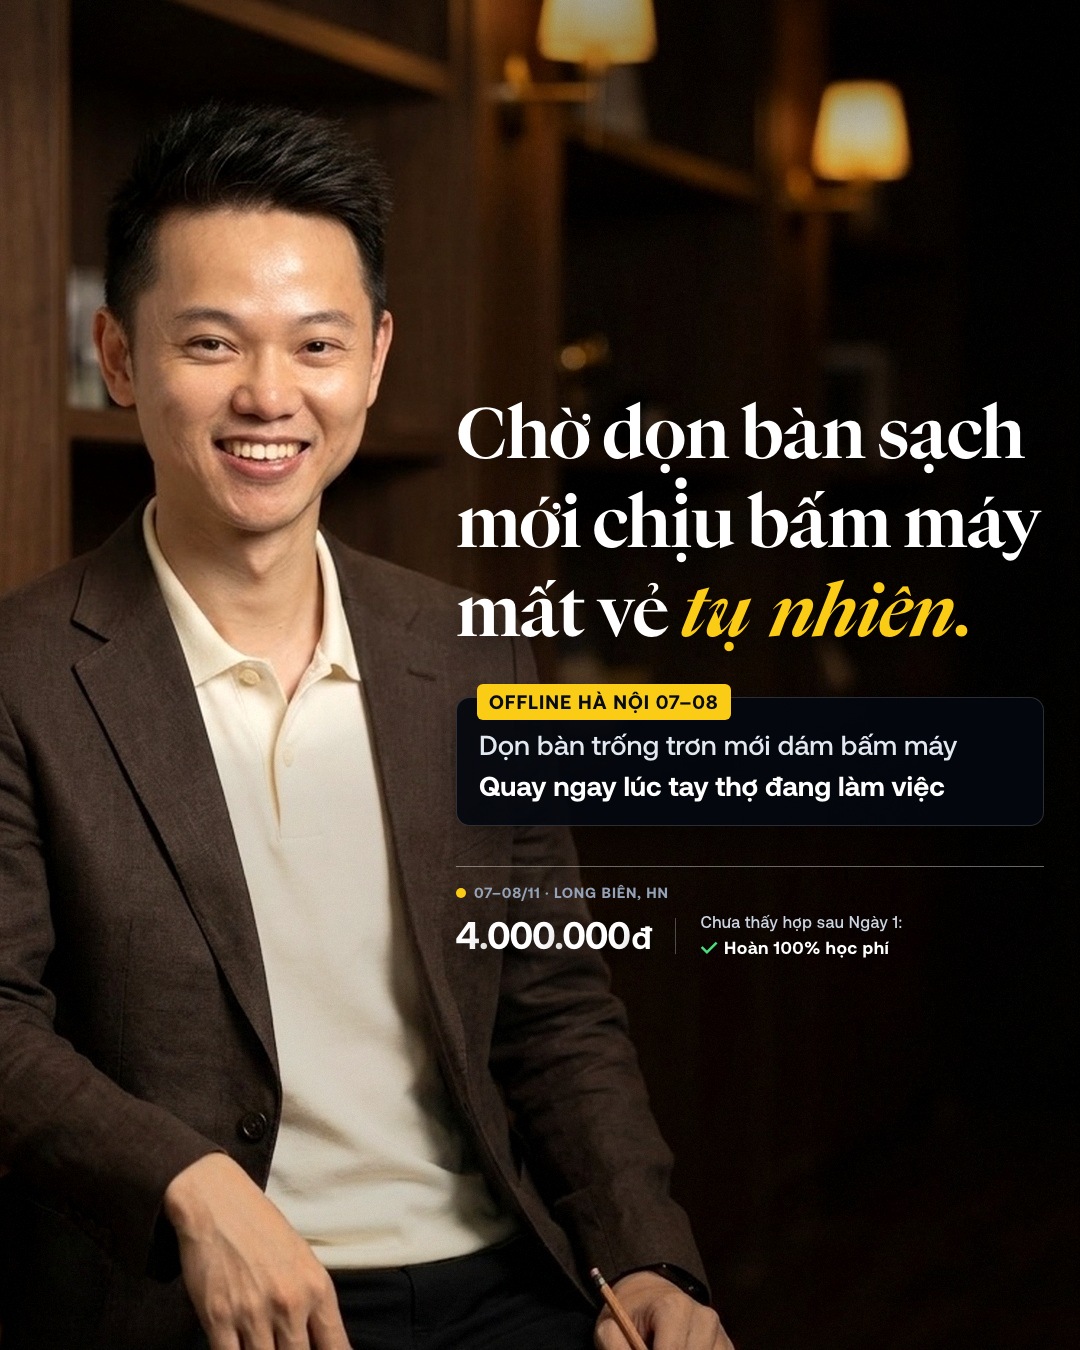 Chờ dọn bàn sạch
mới chịu bấm máy
mất vẻ tự nhiên.
OFFLINE HÀ NỘI 07–08
Dọn bàn trống trơn mới dám bấm máy
Quay ngay lúc tay thợ đang làm việc
07–08/11 · LONG BIÊN, HN
4.000.000đ
Chưa thấy hợp sau Ngày 1:
✓ Hoàn 100% học phí